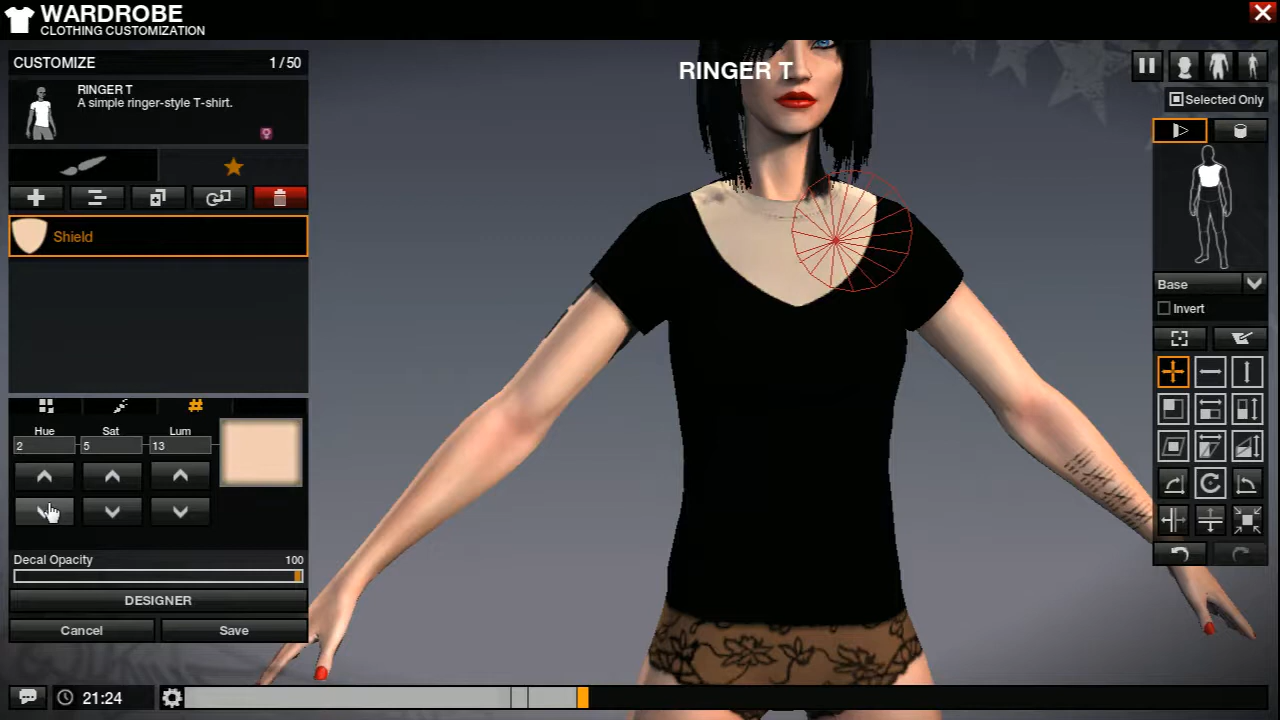 WARDROBE
CLOTHING CUSTOMIZATION
CUSTOMIZE 1/50
RINGER T
A simple ringer-style T-shirt.
Shield
Hue Sat Lum
2 5 13
Decal Opacity 100
DESIGNER
Cancel Save
21:24
RINGER T
Selected Only
Base
Invert